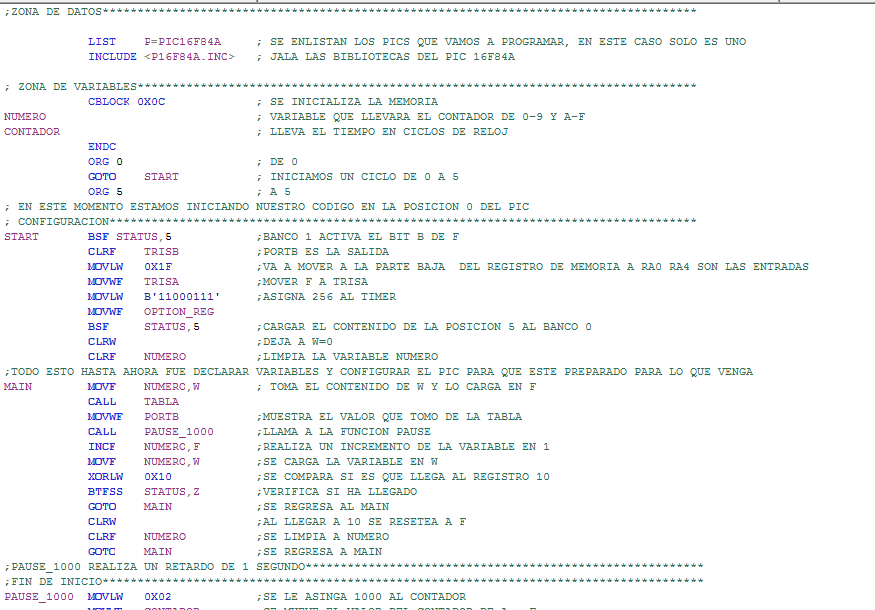 ;ZONA DE DATOS*************************************************************************************
LIST P=PIC16F84A ; SE ENLISTAN LOS PICS QUE VAMOS A PROGRAMAR, EN ESTE CASO SOLO ES UNO
INCLUDE <P16F84A.INC> ; JALA LAS BIBLIOTECAS DEL PIC 16F84A
; ZONA DE VARIABLES********************************************************************************
CBLOCK 0X0C ; SE INICIALIZA LA MEMORIA
NUMERO ; VARIABLE QUE LLEVARA EL CONTADOR DE 0-9 Y A-F
CONTADOR ; LLEVA EL TIEMPO EN CICLOS DE RELOJ
ENDC
ORG 0 ; DE 0
GOTO START ; INICIAMOS UN CICLO DE 0 A 5
ORG 5 ; A 5
; EN ESTE MOMENTO ESTAMOS INICIANDO NUESTRO CODIGO EN LA POSICION 0 DEL PIC
; CONFIGURACION************************************************************************************
START BSF STATUS,5 ;BANCO 1 ACTIVA EL BIT B DE F
CLRF TRISB ;PORTB ES LA SALIDA
MOVLW 0X1F ;VA A MOVER A LA PARTE BAJA DEL REGISTRO DE MEMORIA A RA0 RA4 SON LAS ENTRADAS
MOVWF TRISA ;MOVER F A TRISA
MOVLW B'11000111' ;ASIGNA 256 AL TIMER
MOVWF OPTION_REG
BSF STATUS,5 ;CARGAR EL CONTENIDO DE LA POSICION 5 AL BANCO 0
CLRW ;DEJA A W=0
CLRF NUMERO ;LIMPIA LA VARIABLE NUMERO
;TODO ESTO HASTA AHORA FUE DECLARAR VARIABLES Y CONFIGURAR EL PIC PARA QUE ESTE PREPARADO PARA LO QUE VENGA
MAIN MOVF NUMERO,W ; TOMA EL CONTENIDO DE W Y LO CARGA EN F
CALL TABLA
MOVWF PORTB ;MUESTRA EL VALOR QUE TOMO DE LA TABLA
CALL PAUSE_1000 ;LLAMA A LA FUNCION PAUSE
INCF NUMERO,F ;REALIZA UN INCREMENTO DE LA VARIABLE EN 1
MOVF NUMERO,W ;SE CARGA LA VARIABLE EN W
XORLW 0X10 ;SE COMPARA SI ES QUE LLEGA AL REGISTRO 10
BTFSS STATUS,Z ;VERIFICA SI HA LLEGADO
GOTO MAIN ;SE REGRESA AL MAIN
CLRW ;AL LLEGAR A 10 SE RESETEA A F
CLRF NUMERO ;SE LIMPIA A NUMERO
GOTO MAIN ;SE REGRESA A MAIN
;PAUSE_1000 REALIZA UN RETARDO DE 1 SEGUNDO*********************************************************
;FIN DE INICIO**************************************************************************************
PAUSE_1000 MOVLW 0X02 ;SE LE ASINGA 1000 AL CONTADOR